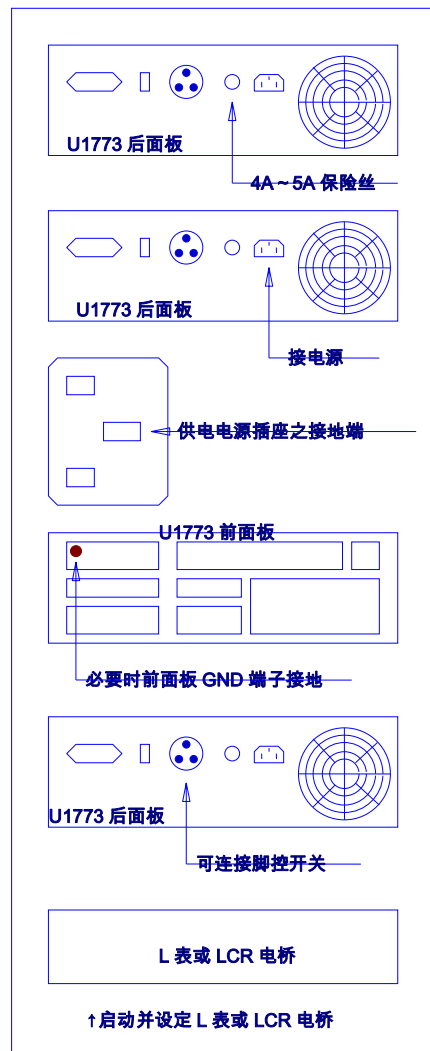 U1773 后面板
4A~5A 保险丝
U1773 后面板
接电源
供电电源插座之接地端
U1773 前面板
必要时前面板 GND 端子接地
U1773 后面板
可连接脚控开关
L 表或 LCR 电桥
↑启动并设定 L 表或 LCR 电桥